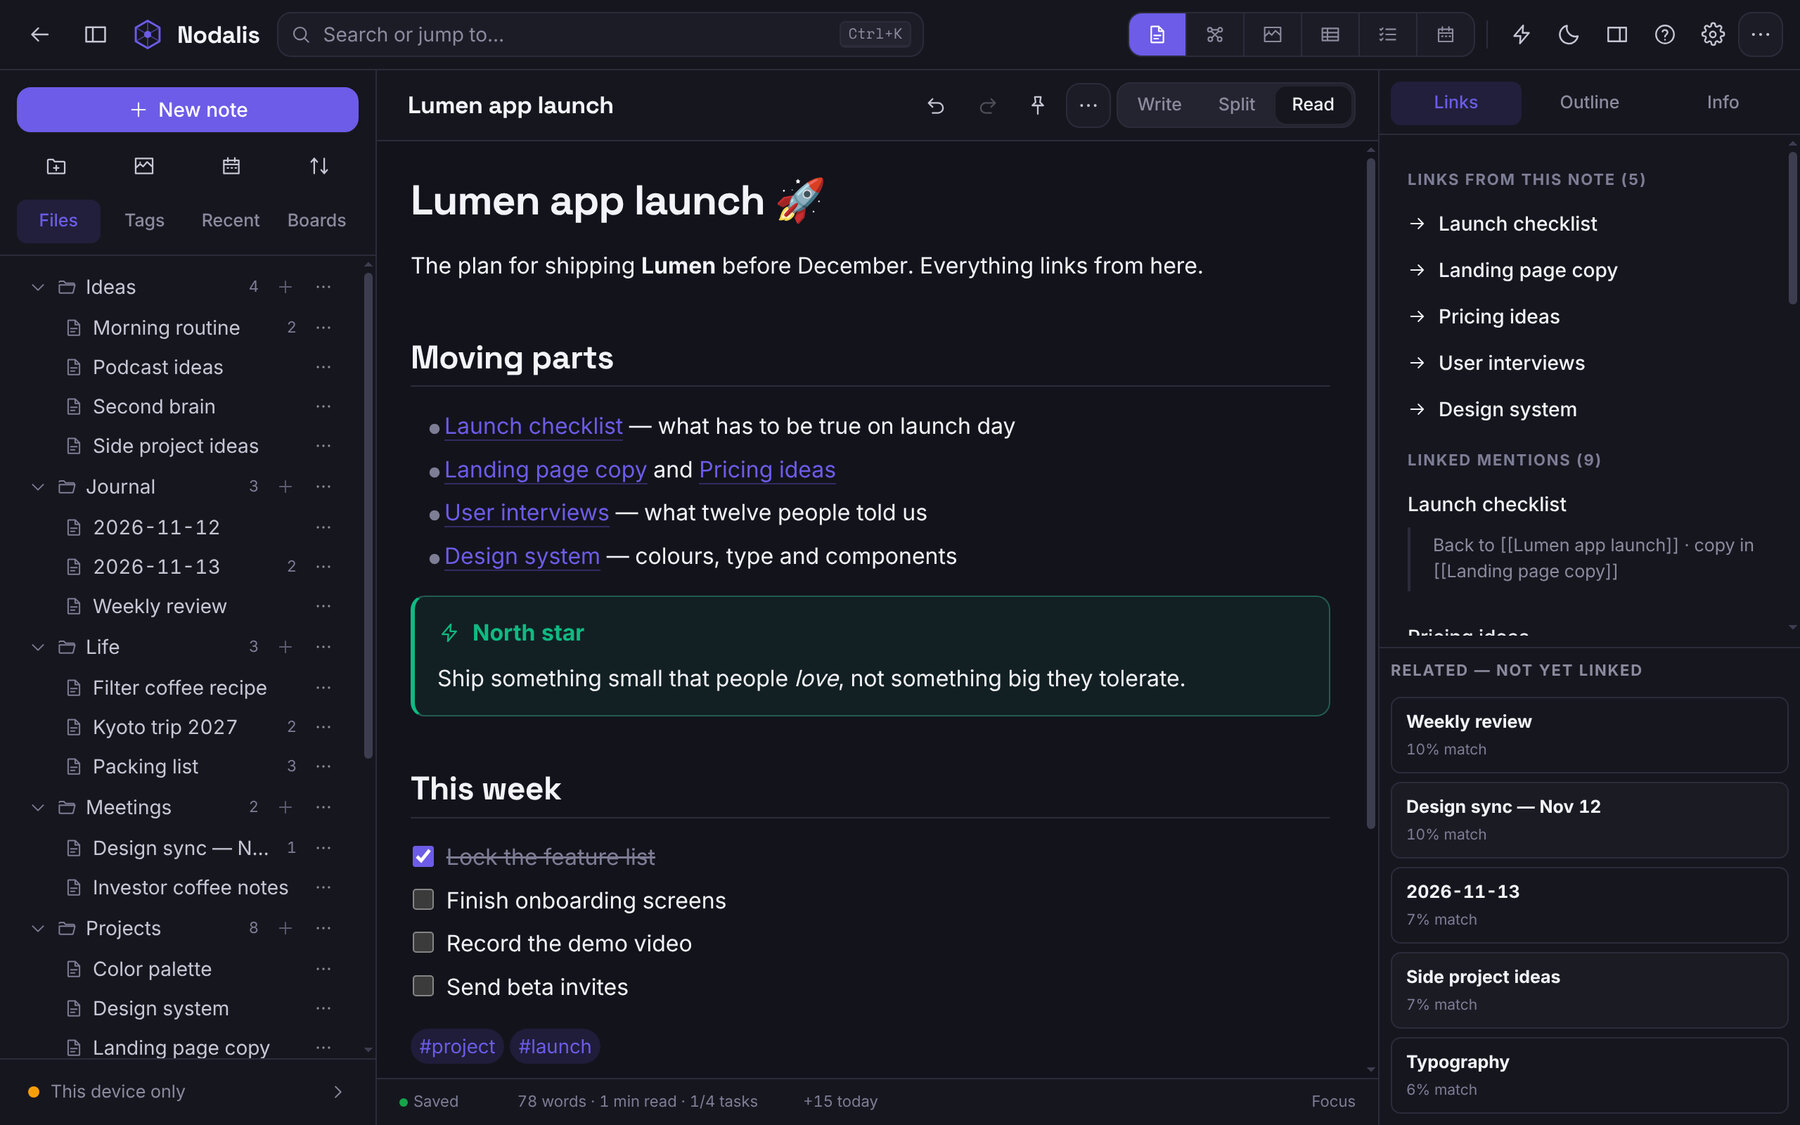 Nodalis
Search or jump to...
Ctrl+K
New note
Files
Tags
Recent
Boards
Ideas 4
Morning routine 2
Podcast ideas
Second brain
Side project ideas
Journal 3
2026-11-12
2026-11-13 2
Weekly review
Life 3
Filter coffee recipe
Kyoto trip 2027 2
Packing list 3
Meetings 2
Design sync — N... 1
Investor coffee notes
Projects 8
Color palette
Design system
Landing page copy
This device only
Lumen app launch
Write
Split
Read
Lumen app launch 🚀
The plan for shipping Lumen before December. Everything links from here.
Moving parts
Launch checklist — what has to be true on launch day
Landing page copy and Pricing ideas
User interviews — what twelve people told us
Design system — colours, type and components
North star
Ship something small that people love, not something big they tolerate.
This week
Lock the feature list
Finish onboarding screens
Record the demo video
Send beta invites
#project #launch
Saved
78 words · 1 min read · 1/4 tasks
+15 today
Focus
Links
Outline
Info
LINKS FROM THIS NOTE (5)
→ Launch checklist
→ Landing page copy
→ Pricing ideas
→ User interviews
→ Design system
LINKED MENTIONS (9)
Launch checklist
Back to [[Lumen app launch]] · copy in
[[Landing page copy]]
Pricing ideas
RELATED — NOT YET LINKED
Weekly review
10% match
Design sync — Nov 12
10% match
2026-11-13
7% match
Side project ideas
7% match
Typography
6% match